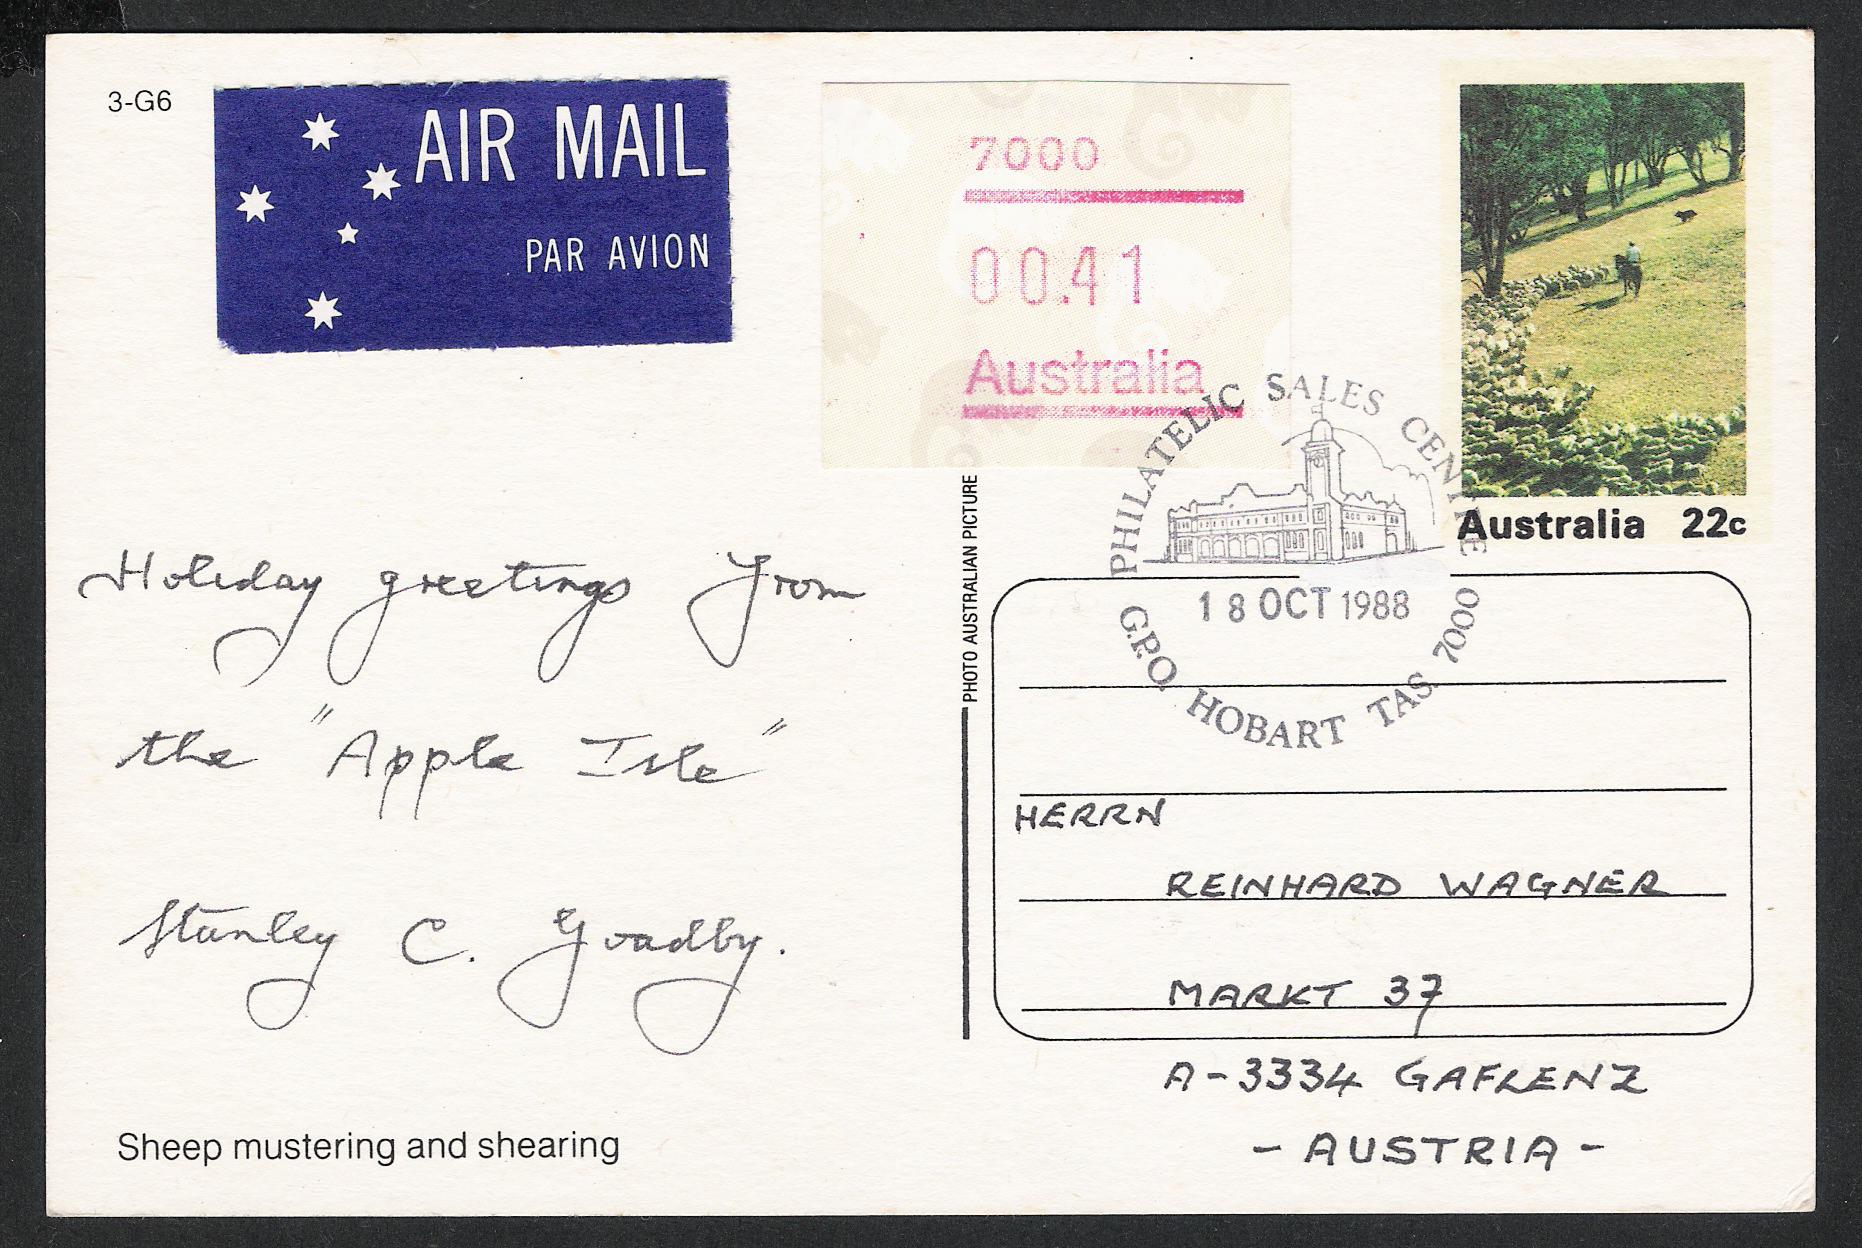 3-G6
AIR MAIL
PAR AVION
7000
00.41
Australia
Australia 22c
PHILATELIC SALES CENTRE
18 OCT 1988
G.P.O. HOBART TAS. 7000
PHOTO AUSTRALIAN PICTURE
Holiday greetings from
the "Apple Isle"
Stanley C. Goadby.
Sheep mustering and shearing
HERRN
REINHARD WAGNER
MARKT 37
A-3334 GAFLENZ
- AUSTRIA -